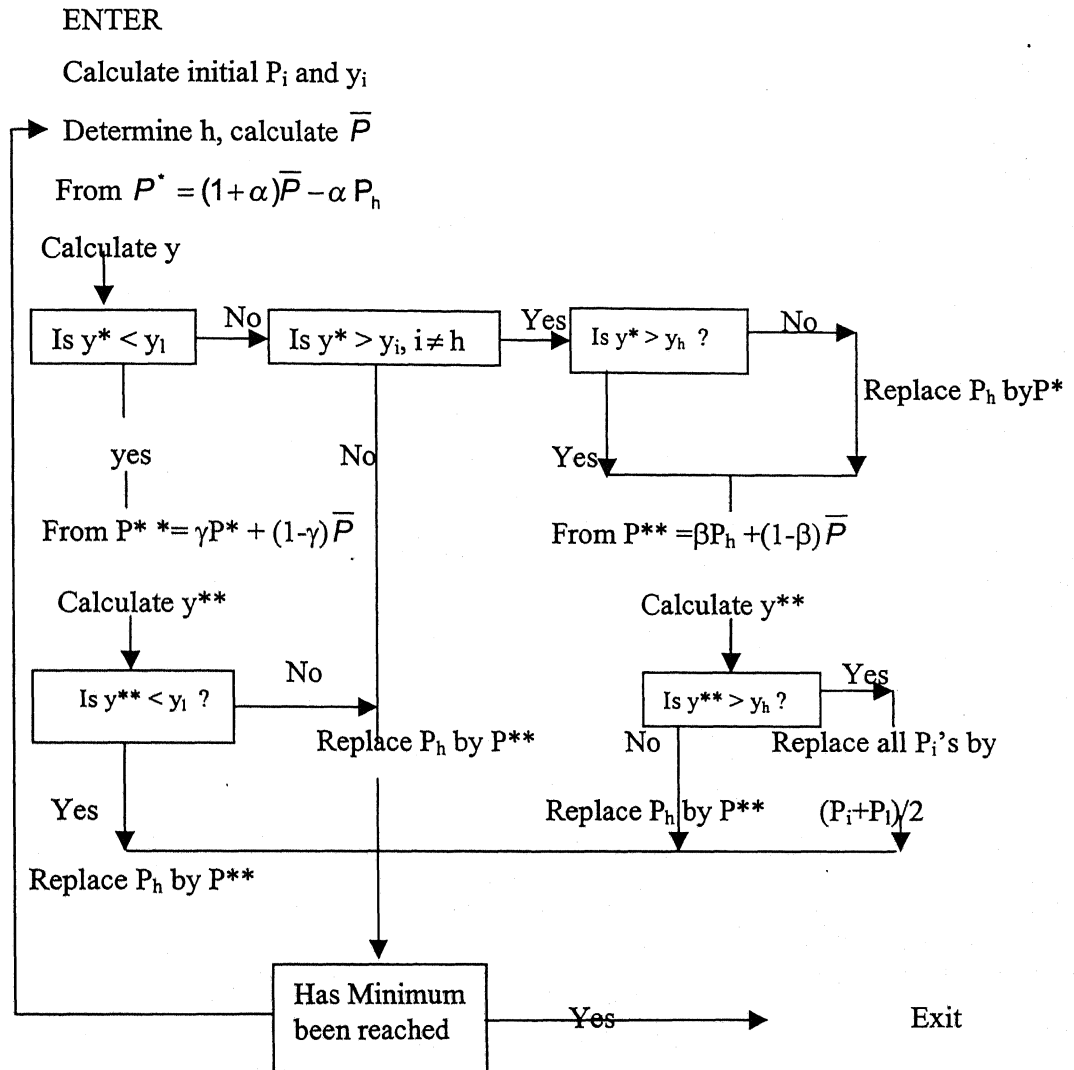 ENTER
Calculate initial Pi and yi
Determine h, calculate P̅
From P* = (1+α)P̅ − α Ph
Calculate y
Is y* < yl
No
Is y* > yi, i≠h
Yes
Is y* > yh ?
No
Replace Ph byP*
yes
No
Yes
From P* *= γP* + (1-γ)P̅
From P** =βPh +(1-β)P̅
Calculate y**
Calculate y**
Is y** < yl ?
No
Is y** > yh ?
Yes
Replace Ph by P**
No
Replace all Pi's by
Yes
Replace Ph by P**
(Pi+Pl)/2
Replace Ph by P**
Has Minimum
been reached
Yes
Exit